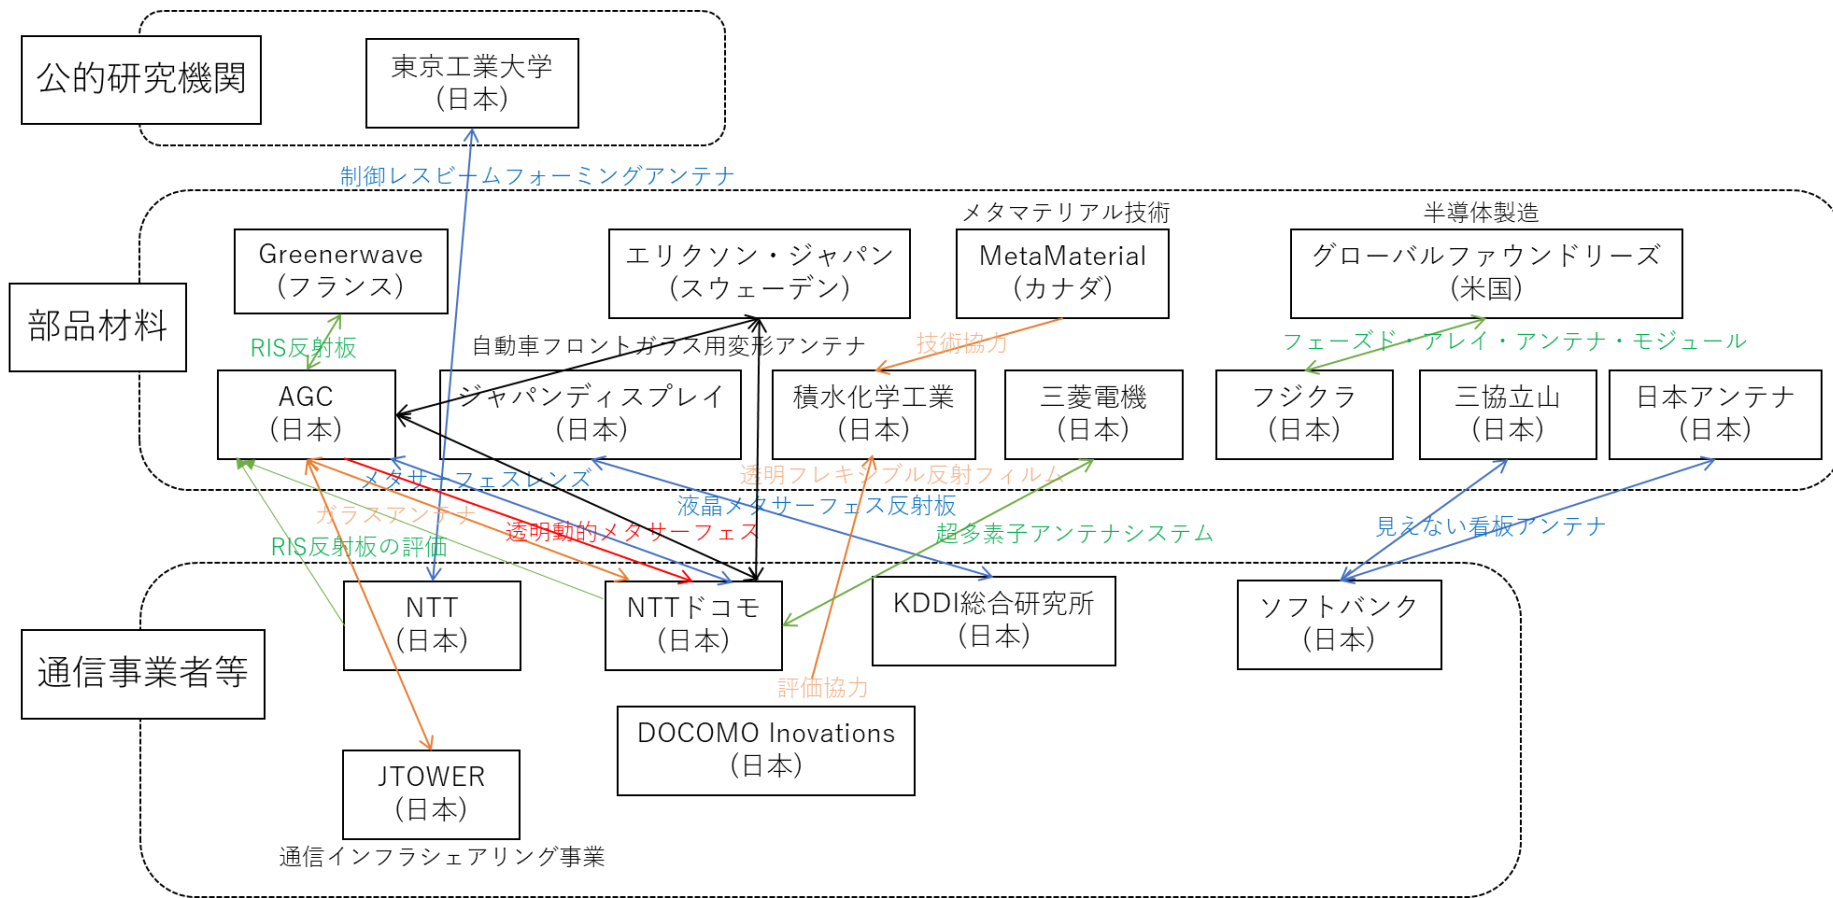 公的研究機関
東京工業大学
(日本)
制御レスビームフォーミングアンテナ
部品材料
メタマテリアル技術
半導体製造
Greenerwave
(フランス)
エリクソン・ジャパン
(スウェーデン)
MetaMaterial
(カナダ)
グローバルファウンドリーズ
(米国)
RIS反射板
自動車フロントガラス用変形アンテナ
技術協力
フェーズド・アレイ・アンテナ・モジュール
AGC
(日本)
ジャパンディスプレイ
(日本)
積水化学工業
(日本)
三菱電機
(日本)
フジクラ
(日本)
三協立山
(日本)
日本アンテナ
(日本)
メタサーフェスレンズ
透明フレキシブル反射フィルム
ガラスアンテナ
液晶メタサーフェス反射板
RIS反射板の評価
透明動的メタサーフェス
超多素子アンテナシステム
見えない看板アンテナ
通信事業者等
NTT
(日本)
NTTドコモ
(日本)
KDDI総合研究所
(日本)
ソフトバンク
(日本)
評価協力
DOCOMO Inovations
(日本)
JTOWER
(日本)
通信インフラシェアリング事業